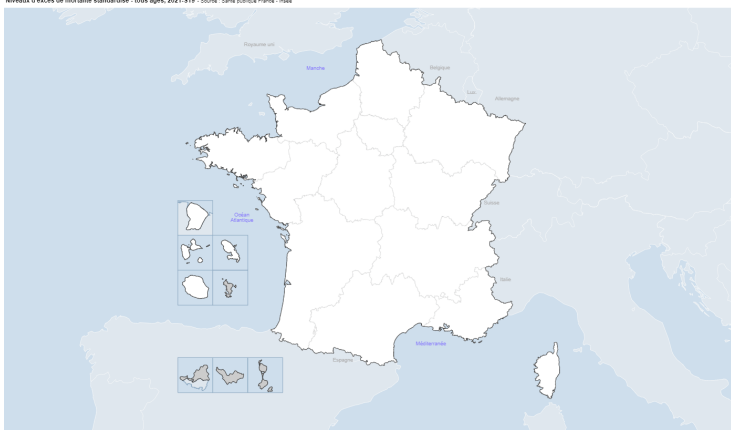 Niveaux d'excès de mortalité standardisé - tous âges, 2021-S19 - Source : Santé publique France - Insee
Royaume-uni
Manche
Belgique
Lux.
Allemagne
Océan
Atlantique
Suisse
Italie
Méditerranée
Espagne